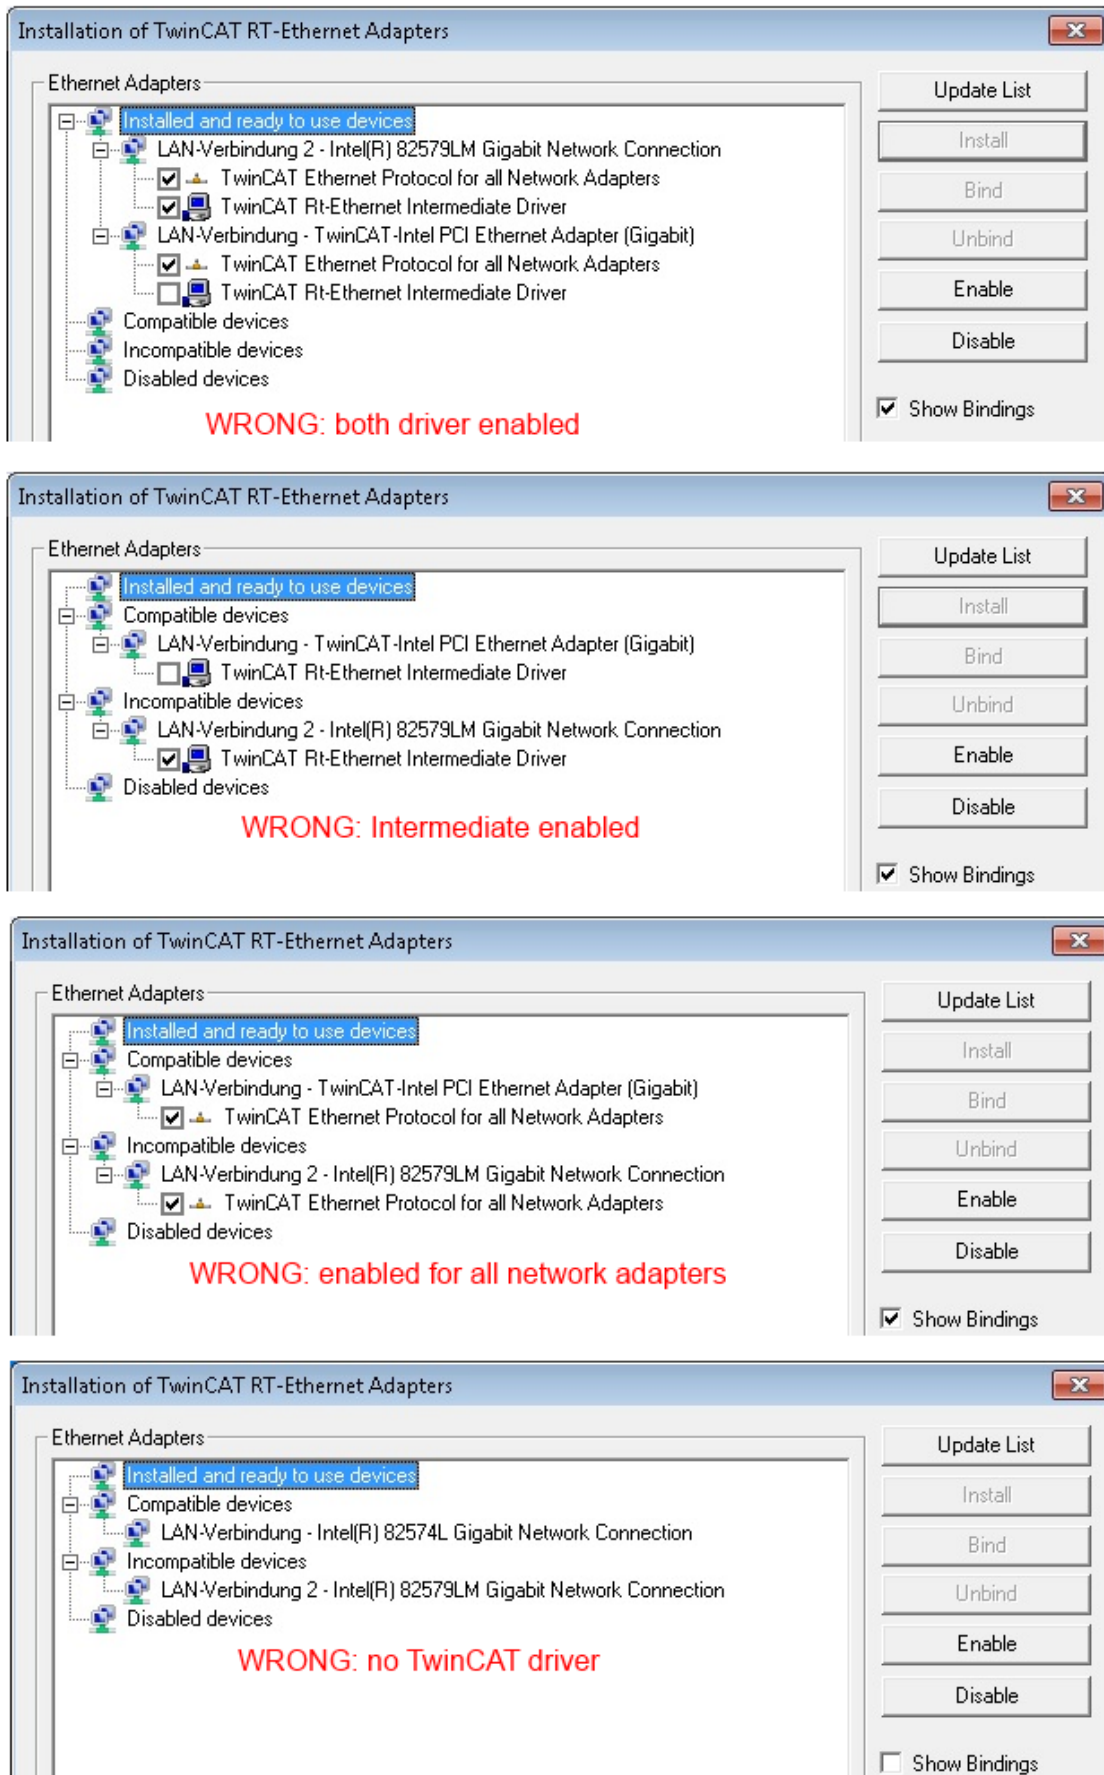 Installation of TwinCAT RT-Ethernet Adapters
Ethernet Adapters
Update List
Installed and ready to use devices
Install
LAN-Verbindung 2 - Intel(R) 82579LM Gigabit Network Connection
TwinCAT Ethernet Protocol for all Network Adapters
Bind
TwinCAT Rt-Ethernet Intermediate Driver
LAN-Verbindung - TwinCAT-Intel PCI Ethernet Adapter (Gigabit)
Unbind
TwinCAT Ethernet Protocol for all Network Adapters
TwinCAT Rt-Ethernet Intermediate Driver
Enable
Compatible devices
Disable
Incompatible devices
Disabled devices
Show Bindings
WRONG: both driver enabled
Installation of TwinCAT RT-Ethernet Adapters
Ethernet Adapters
Update List
Installed and ready to use devices
Install
Compatible devices
LAN-Verbindung - TwinCAT-Intel PCI Ethernet Adapter (Gigabit)
Bind
TwinCAT Rt-Ethernet Intermediate Driver
Incompatible devices
Unbind
LAN-Verbindung 2 - Intel(R) 82579LM Gigabit Network Connection
TwinCAT Rt-Ethernet Intermediate Driver
Enable
Disabled devices
Disable
WRONG: Intermediate enabled
Show Bindings
Installation of TwinCAT RT-Ethernet Adapters
Ethernet Adapters
Update List
Installed and ready to use devices
Install
Compatible devices
LAN-Verbindung - TwinCAT-Intel PCI Ethernet Adapter (Gigabit)
Bind
TwinCAT Ethernet Protocol for all Network Adapters
Incompatible devices
Unbind
LAN-Verbindung 2 - Intel(R) 82579LM Gigabit Network Connection
TwinCAT Ethernet Protocol for all Network Adapters
Enable
Disabled devices
Disable
WRONG: enabled for all network adapters
Show Bindings
Installation of TwinCAT RT-Ethernet Adapters
Ethernet Adapters
Update List
Installed and ready to use devices
Install
Compatible devices
LAN-Verbindung - Intel(R) 82574L Gigabit Network Connection
Bind
Incompatible devices
LAN-Verbindung 2 - Intel(R) 82579LM Gigabit Network Connection
Unbind
Disabled devices
Enable
WRONG: no TwinCAT driver
Disable
Show Bindings